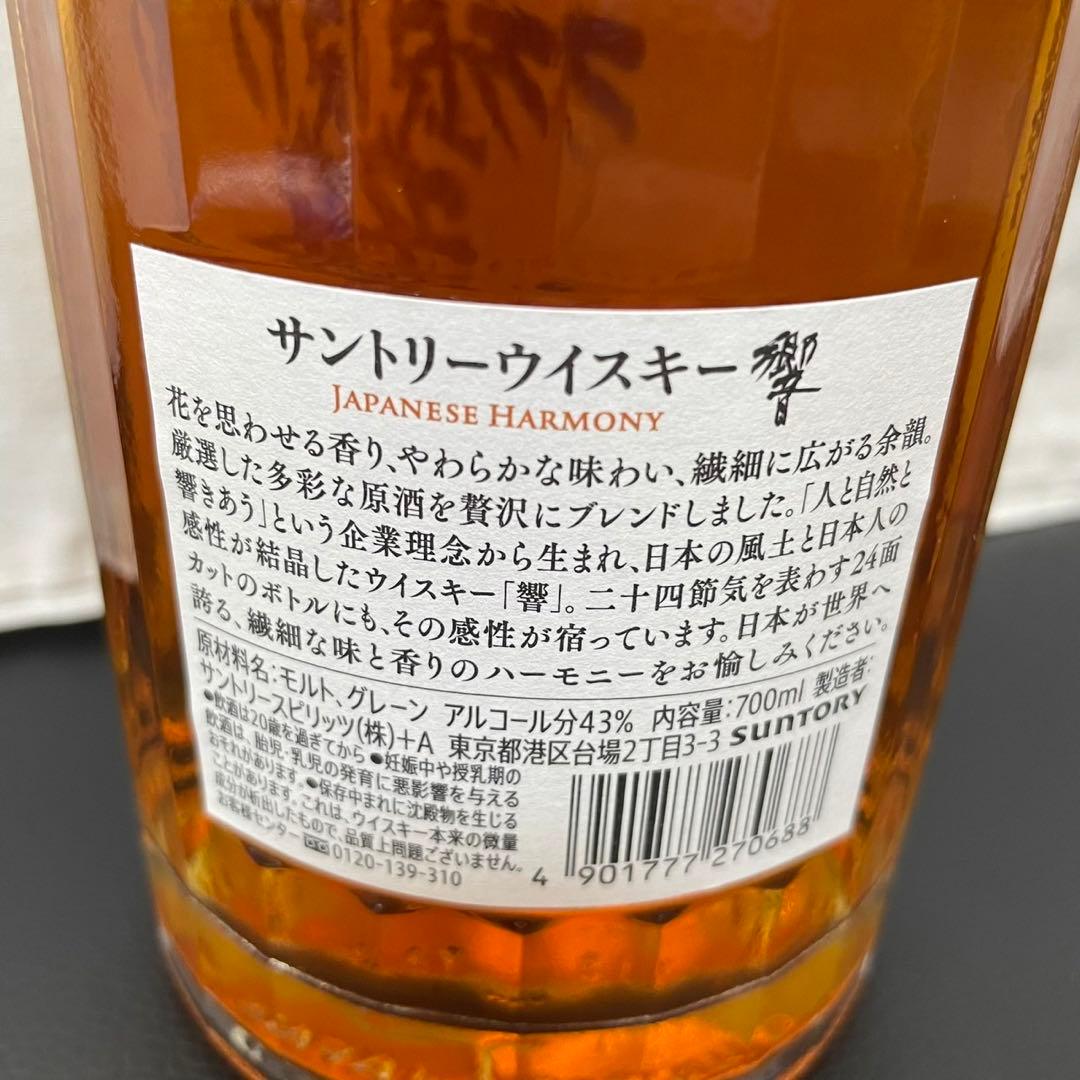 サントリーウイスキー 響
JAPANESE HARMONY
花を思わせる香り、やわらかな味わい、繊細に広がる余韻。
厳選した多彩な原酒を贅沢にブレンドしました。「人と自然と
響きあう」という企業理念から生まれ、日本の風土と日本人の
感性が結晶したウイスキー「響」。二十四節気を表わす24面
カットのボトルにも、その感性が宿っています。日本が世界へ
誇る、繊細な味と香りのハーモニーをお愉しみください。
原材料名:モルト、グレーン アルコール分43% 内容量:700ml 製造者:
サントリースピリッツ(株)+A 東京都港区台場2丁目3-3 SUNTORY
●飲酒は20歳を過ぎてから ●妊娠中や授乳期の
飲酒は、胎児・乳児の発育に悪影響を与える
おそれがあります。●保存中まれに沈殿物を生じる
ことがあります。これは、ウイスキー本来の微量
成分が析出したもので、品質上問題ございません。
お客様センター 0120-139-310
4 901777 270688